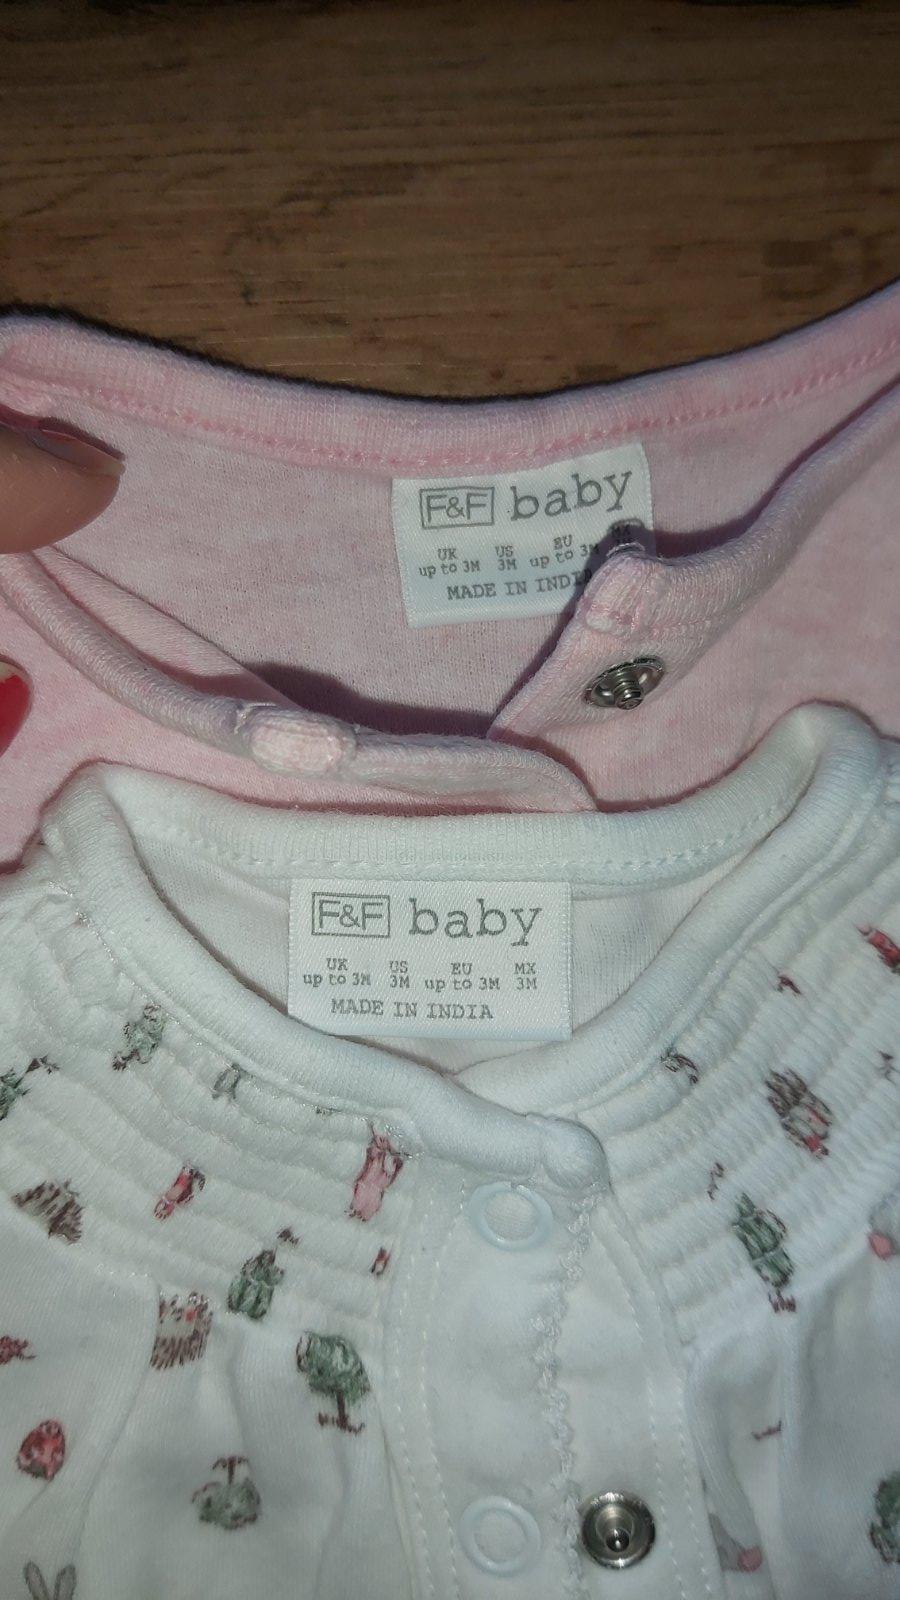 F&F baby
UK US EU MX
up to 3M 3M up to 3M
MADE IN INDIA
F&F baby
UK US EU MX
up to 3M 3M up to 3M 3M
MADE IN INDIA